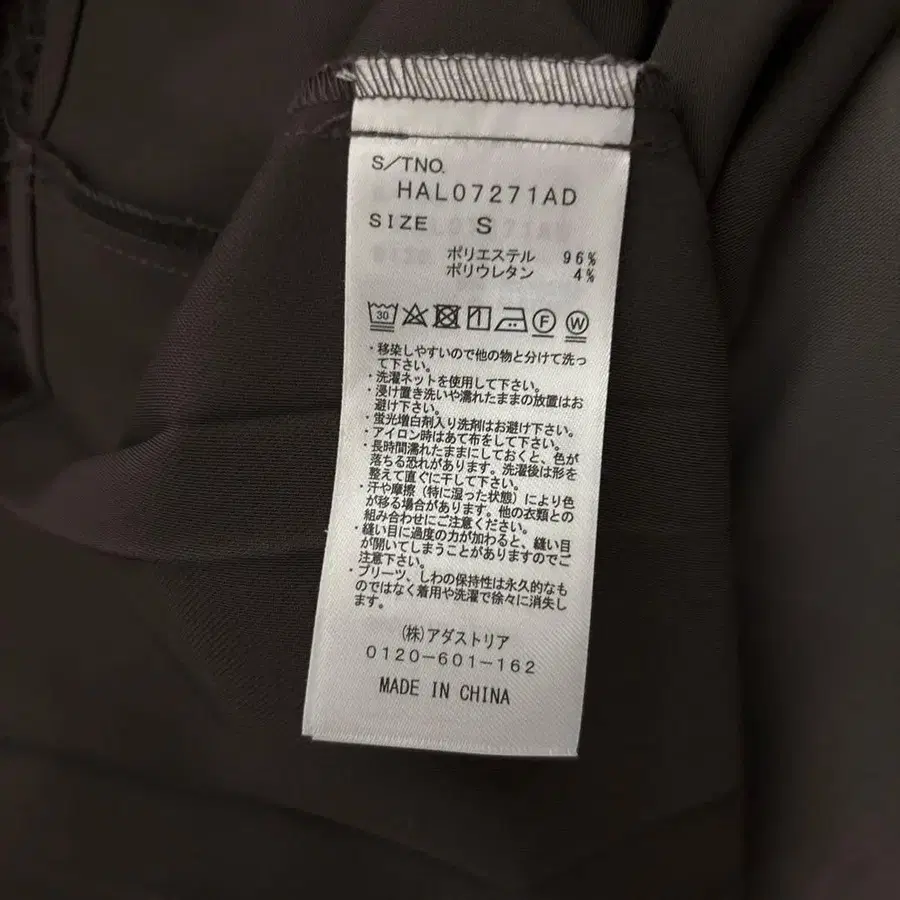 S/TNO.
HAL07271AD
SIZE S
ポリエステル 96%
ポリウレタン 4%
30
F W
・移染しやすいので他の物と分けて洗っ
て下さい。
・洗濯ネットを使用して下さい。
・浸け置き洗いや濡れたままの放置はお
避け下さい。
・蛍光増白剤入り洗剤はお避け下さい。
・アイロン時はあて布をして下さい。
・長時間濡れたままにしておくと、色が
落ちる恐れがあります。洗濯後は形を
整えて直ぐに干して下さい。
・汗や摩擦（特に湿った状態）により色
が移る場合があります。他の衣類との
組み合わせにご注意ください。
・縫い目に過度の力が加わると、縫い目
が開いてしまうことがありますのでご
注意下さい。
・プリーツ、しわの保持性は永久的なも
のではなく着用や洗濯で徐々に消失し
ます。
(株)アダストリア
0120-601-162
MADE IN CHINA